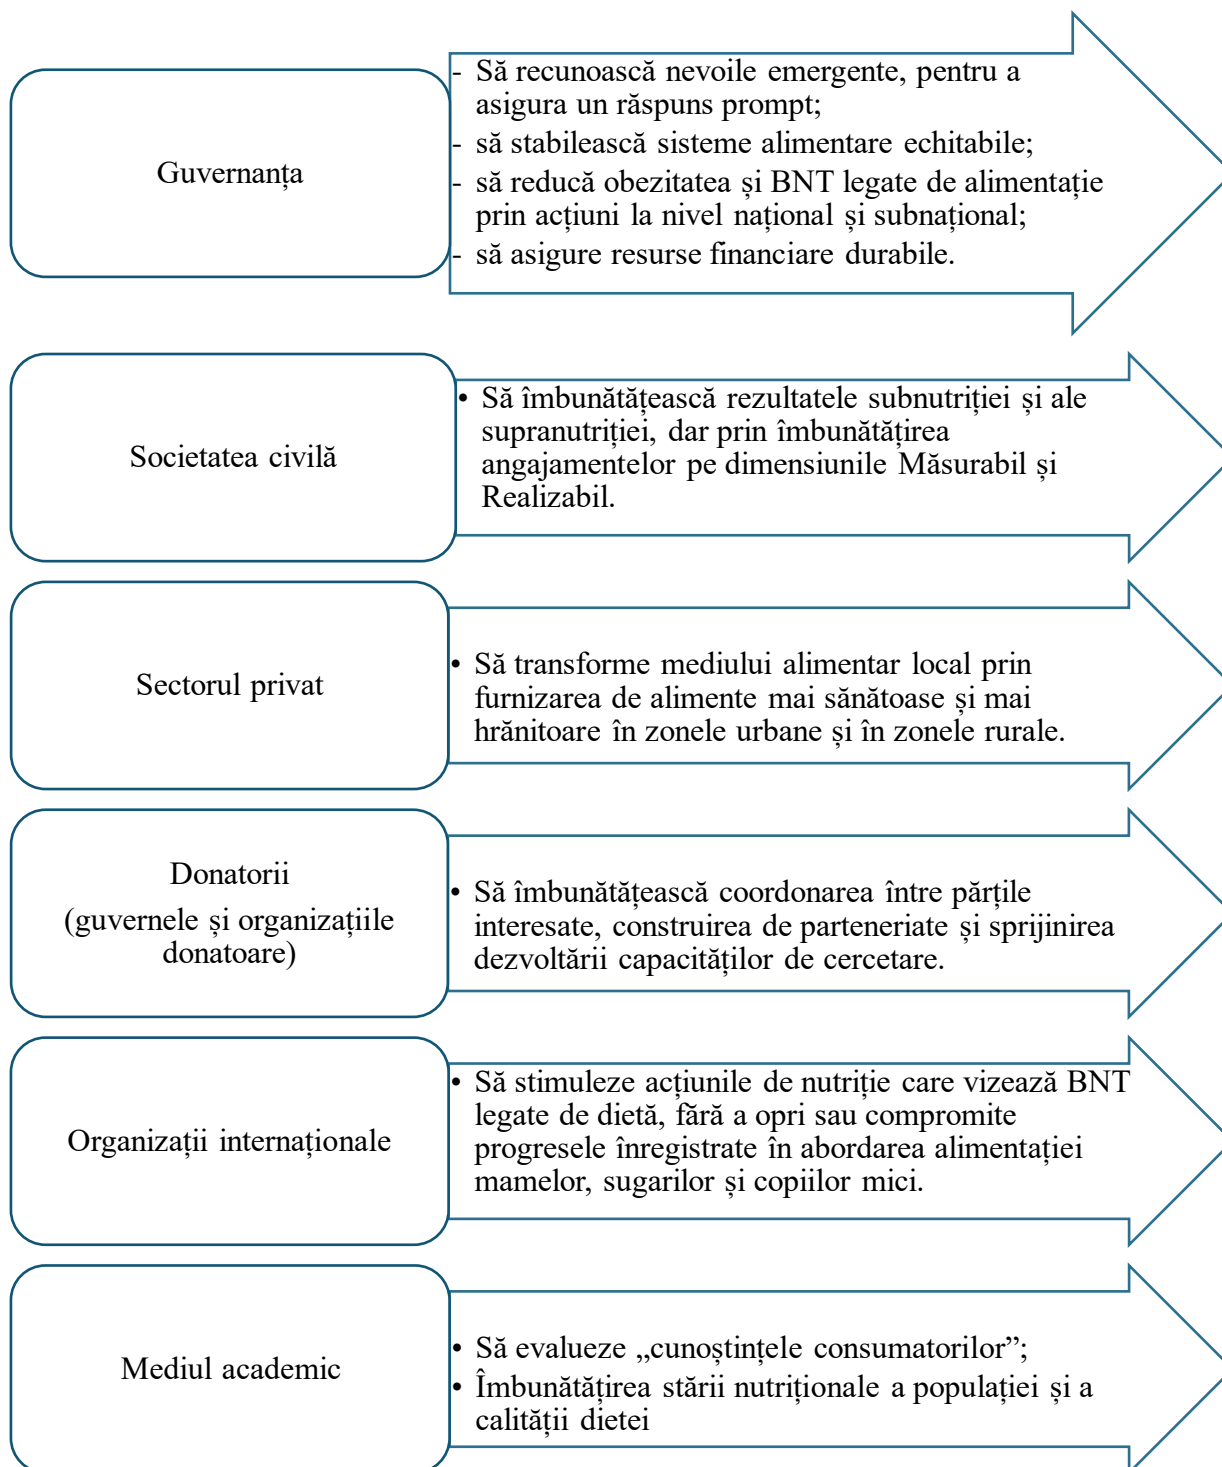 Guvernanța
- Să recunoască nevoile emergente, pentru a
asigura un răspuns prompt;
- să stabilească sisteme alimentare echitabile;
- să reducă obezitatea și BNT legate de alimentație
prin acțiuni la nivel național și subnațional;
- să asigure resurse financiare durabile.
Societatea civilă
• Să îmbunătățească rezultatele subnutriției și ale
supranutriției, dar prin îmbunătățirea
angajamentelor pe dimensiunile Măsurabil și
Realizabil.
Sectorul privat
• Să transforme mediului alimentar local prin
furnizarea de alimente mai sănătoase și mai
hrănitoare în zonele urbane și în zonele rurale.
Donatorii
(guvernele și organizațiile
donatoare)
• Să îmbunătățească coordonarea între părțile
interesate, construirea de parteneriate și sprijinirea
dezvoltării capacităților de cercetare.
Organizații internaționale
• Să stimuleze acțiunile de nutriție care vizează BNT
legate de dietă, fără a opri sau compromite
progresele înregistrate în abordarea alimentației
mamelor, sugarilor și copiilor mici.
Mediul academic
• Să evalueze „cunoștințele consumatorilor”;
• Îmbunătățirea stării nutriționale a populației și a
calității dietei